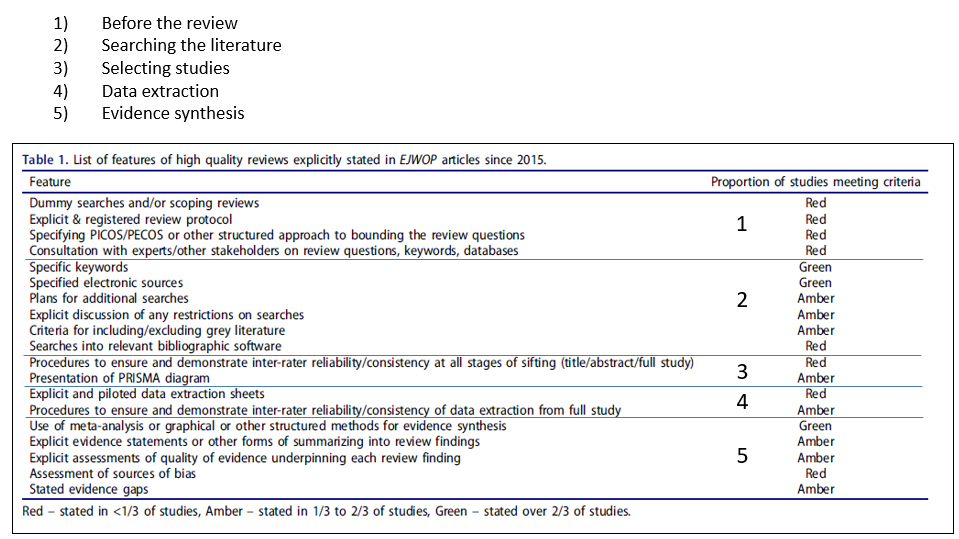 1) Before the review
2) Searching the literature
3) Selecting studies
4) Data extraction
5) Evidence synthesis
Table 1. List of features of high quality reviews explicitly stated in EJWOP articles since 2015.
Feature Proportion of studies meeting criteria
Dummy searches and/or scoping reviews Red
Explicit & registered review protocol Red
1
Specifying PICOS/PECOS or other structured approach to bounding the review questions Red
Consultation with experts/other stakeholders on review questions, keywords, databases Red
Specific keywords Green
Specified electronic sources Green
Plans for additional searches Amber
2
Explicit discussion of any restrictions on searches Amber
Criteria for including/excluding grey literature Amber
Searches into relevant bibliographic software Red
Procedures to ensure and demonstrate inter-rater reliability/consistency at all stages of sifting (title/abstract/full study) Red
3
Presentation of PRISMA diagram Amber
Explicit and piloted data extraction sheets Red
4
Procedures to ensure and demonstrate inter-rater reliability/consistency of data extraction from full study Amber
Use of meta-analysis or graphical or other structured methods for evidence synthesis Green
Explicit evidence statements or other forms of summarizing into review findings Amber
Explicit assessments of quality of evidence underpinning each review finding Amber
5
Assessment of sources of bias Red
Stated evidence gaps Amber
Red – stated in <1/3 of studies, Amber – stated in 1/3 to 2/3 of studies, Green – stated over 2/3 of studies.